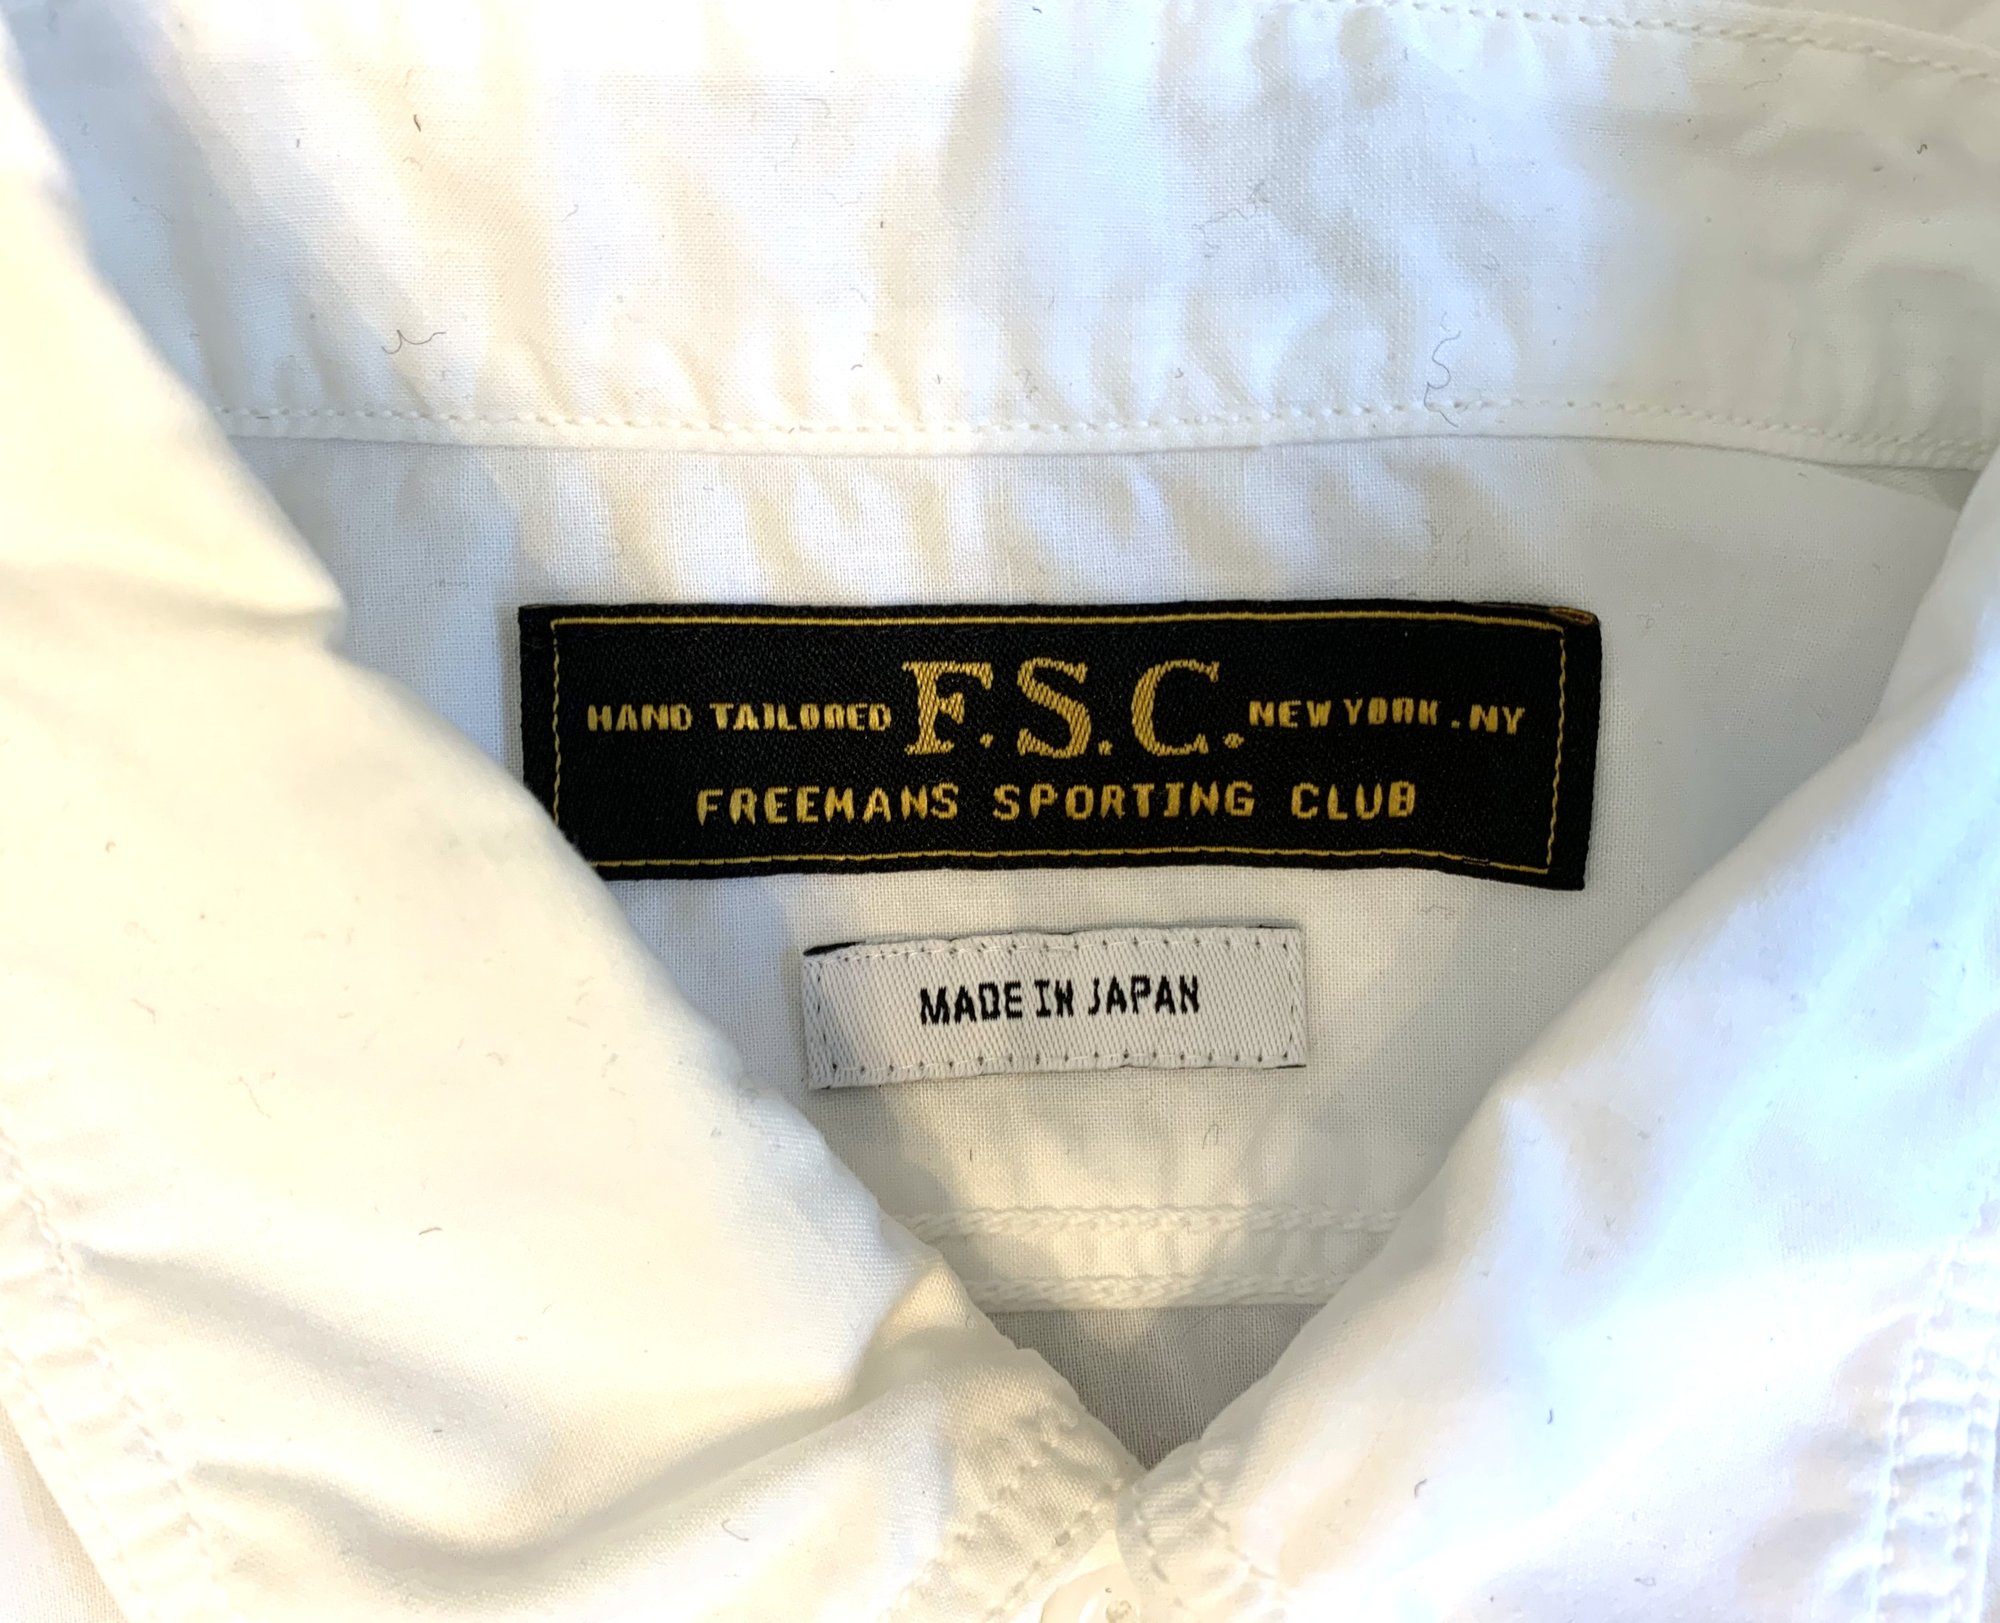 HAND TAILORED F.S.C. NEW YORK.NY
FREEMANS SPORTING CLUB
MADE IN JAPAN